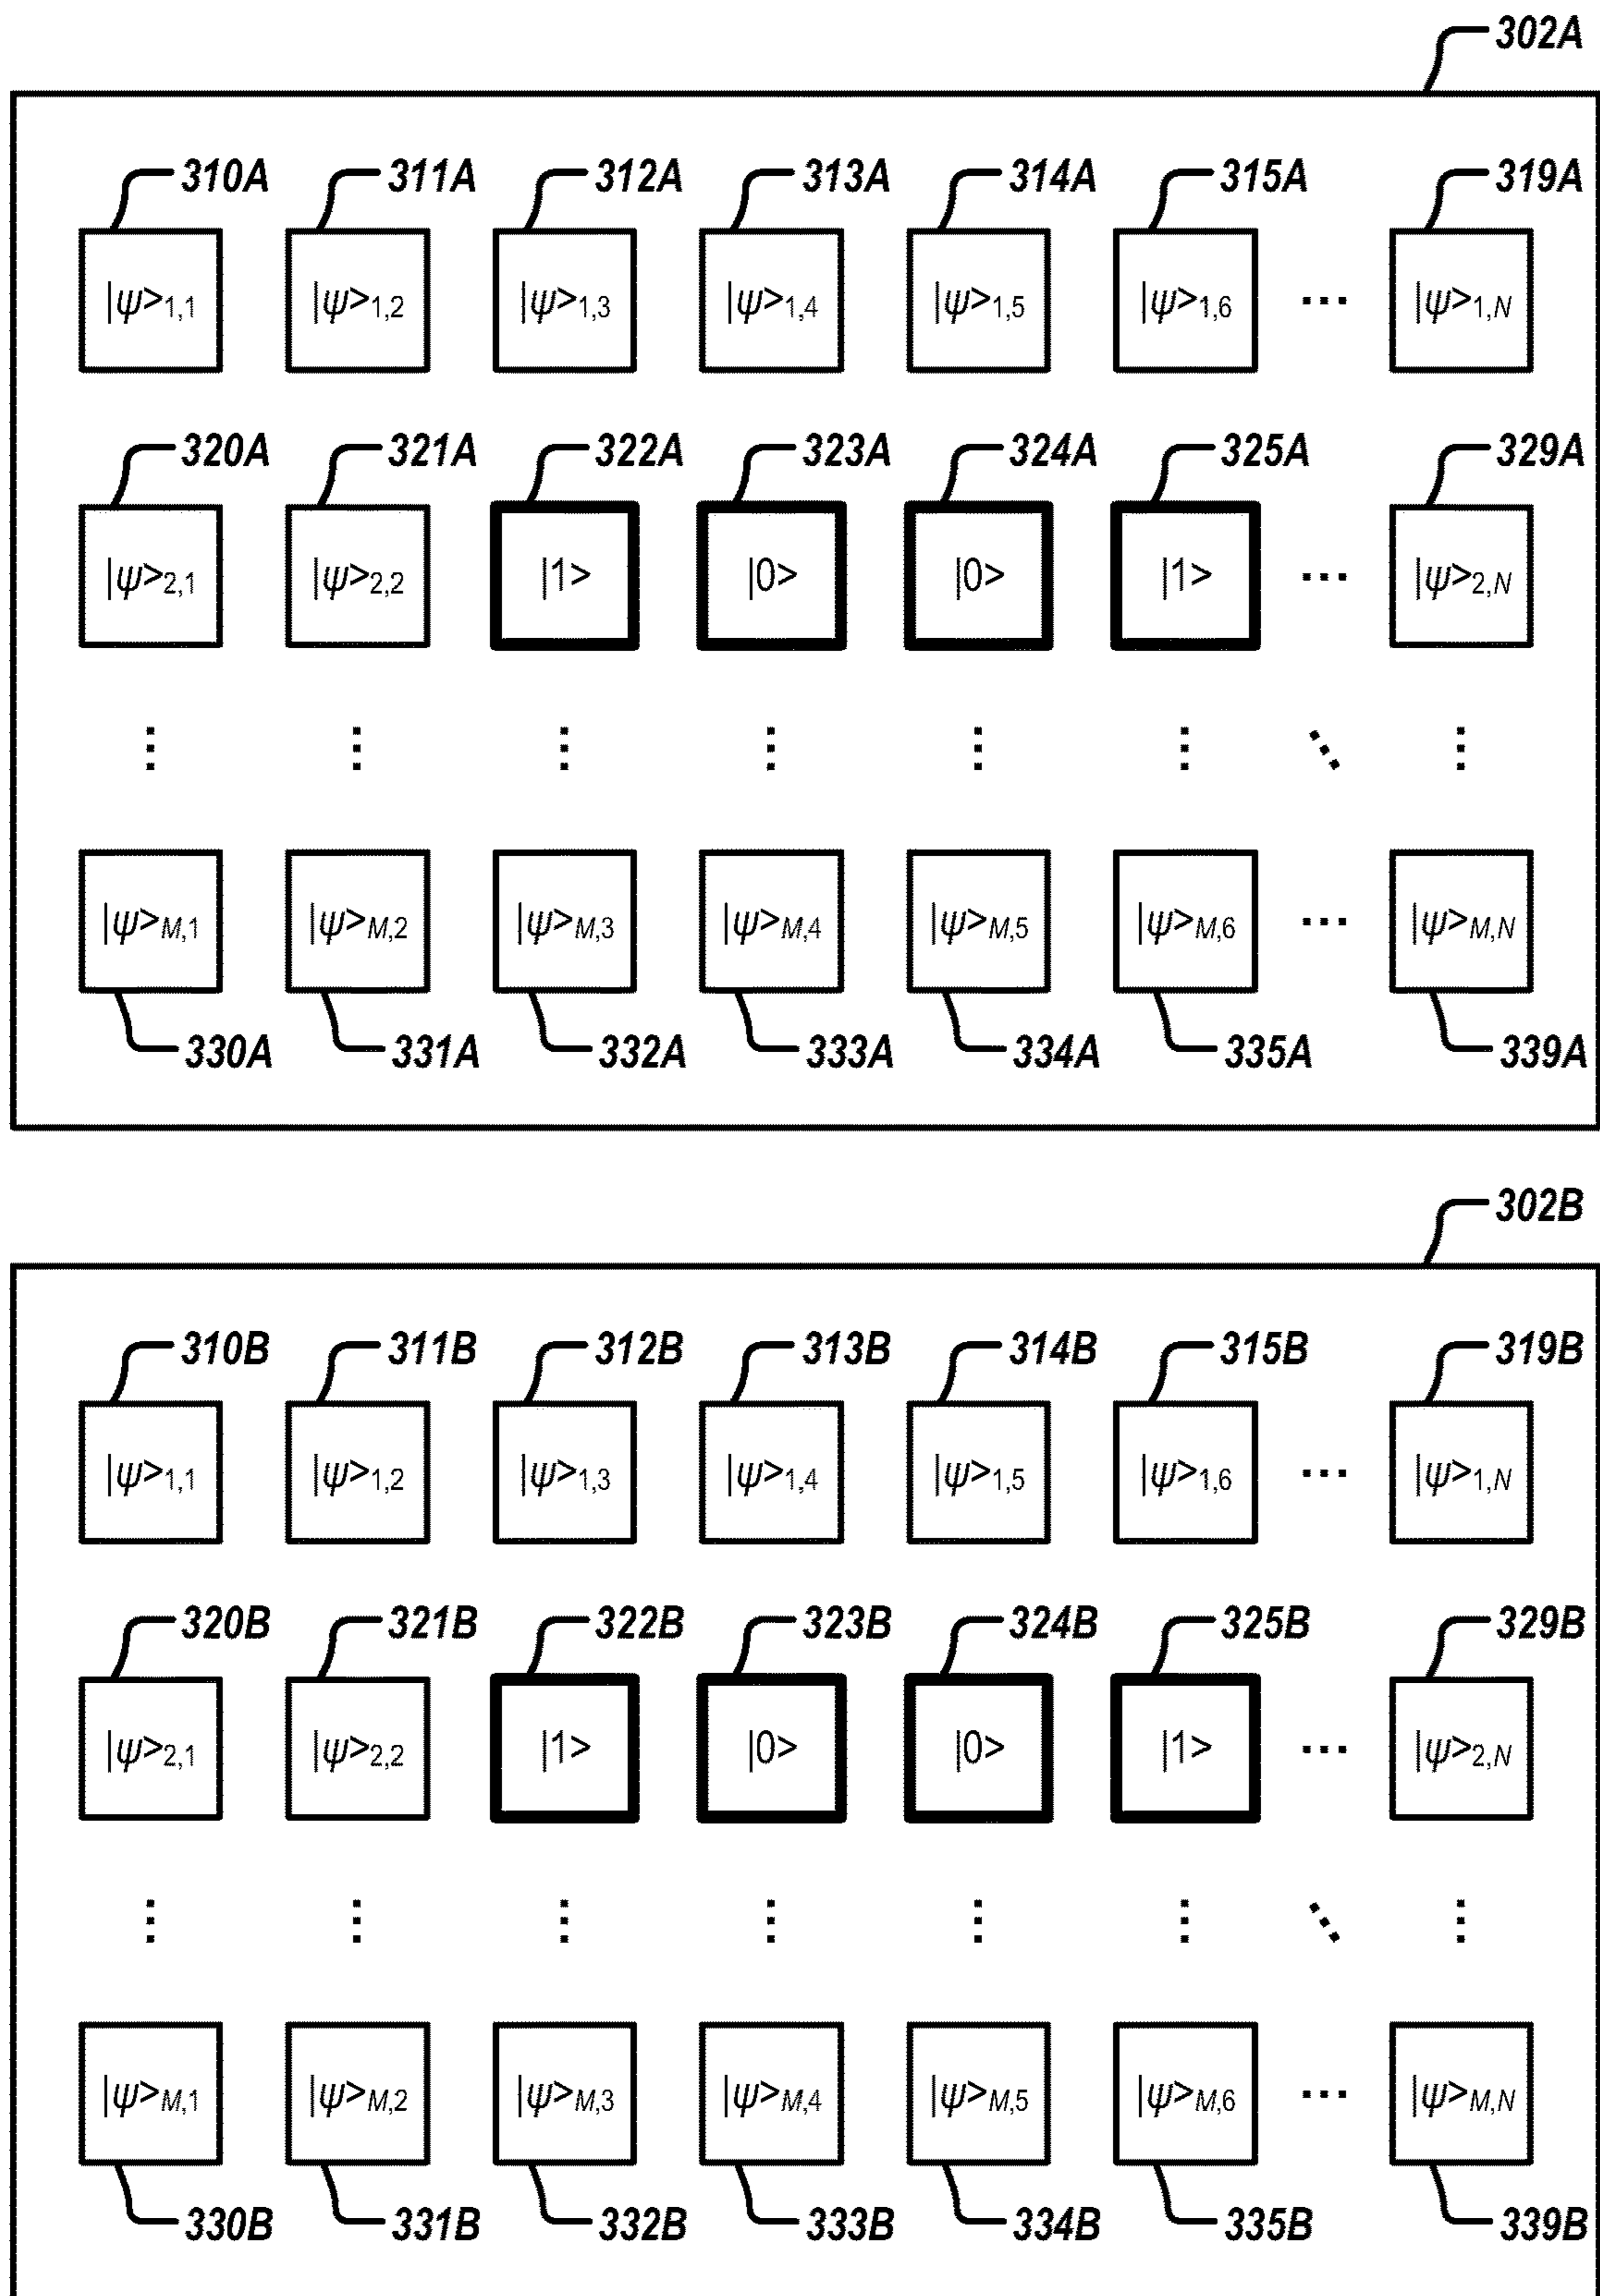 302A
310A 311A 312A 313A 314A 315A 319A
|ψ>1,1 |ψ>1,2 |ψ>1,3 |ψ>1,4 |ψ>1,5 |ψ>1,6 ... |ψ>1,N
320A 321A 322A 323A 324A 325A 329A
|ψ>2,1 |ψ>2,2 |1> |0> |0> |1> ... |ψ>2,N
|ψ>M,1 |ψ>M,2 |ψ>M,3 |ψ>M,4 |ψ>M,5 |ψ>M,6 ... |ψ>M,N
330A 331A 332A 333A 334A 335A 339A
302B
310B 311B 312B 313B 314B 315B 319B
|ψ>1,1 |ψ>1,2 |ψ>1,3 |ψ>1,4 |ψ>1,5 |ψ>1,6 ... |ψ>1,N
320B 321B 322B 323B 324B 325B 329B
|ψ>2,1 |ψ>2,2 |1> |0> |0> |1> ... |ψ>2,N
|ψ>M,1 |ψ>M,2 |ψ>M,3 |ψ>M,4 |ψ>M,5 |ψ>M,6 ... |ψ>M,N
330B 331B 332B 333B 334B 335B 339B